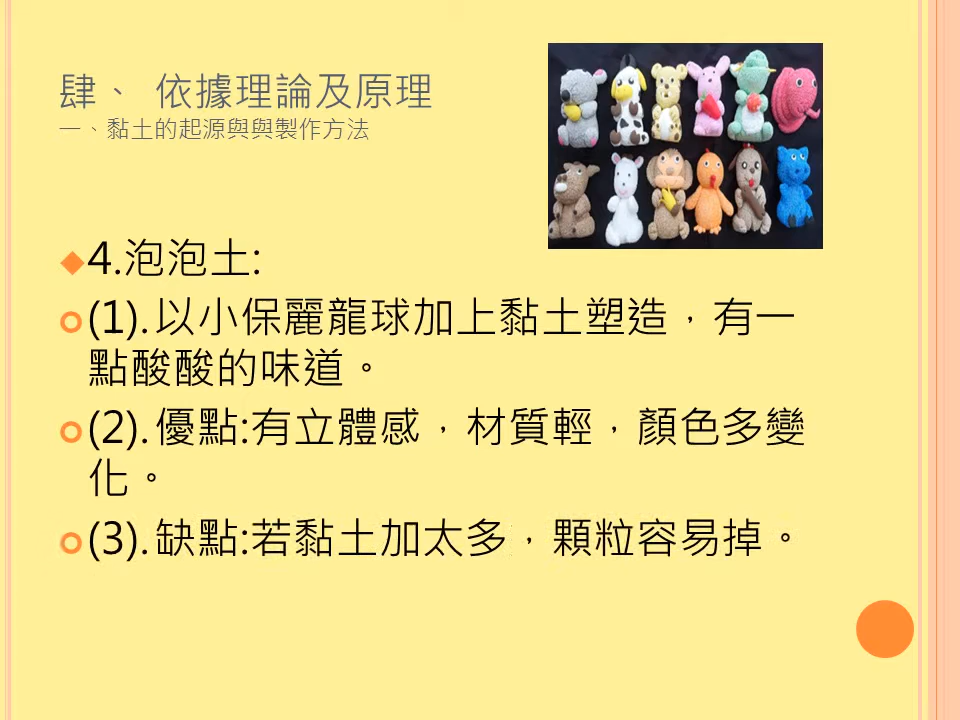 肆、 依據理論及原理
一、黏土的起源與與製作方法
4.泡泡土:
(1).以小保麗龍球加上黏土塑造，有一
點酸酸的味道。
(2).優點:有立體感，材質輕，顏色多變
化。
(3).缺點:若黏土加太多，顆粒容易掉。